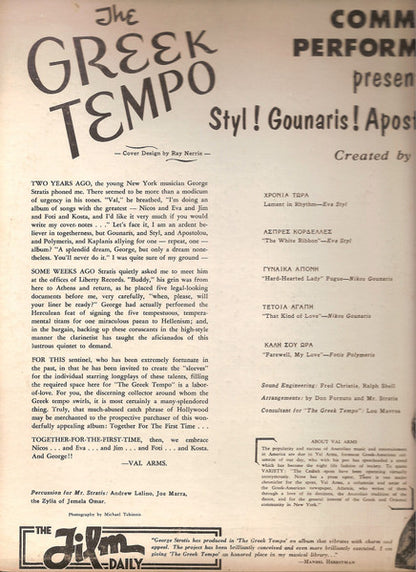 The
GREEK
TEMPO
— Cover Design by Ray Nerris —
TWO YEARS AGO, the young New York musician George
Stratis phoned me. There seemed to be more than a modicum
of urgency in his tones. "Val," he breathed, "I'm doing an
album of songs with the greatest — Nicos and Eva and Jim
and Foti and Kosta, and I'd like it very much if you would
write my cover-notes . . ." Let's face it, I am an ardent be-
liever in togetherness, but Gounaris, and Styl, and Apostolou,
and Polymeris, and Kaplanis allying for one — repeat, one —
album? "A splendid dream, George, but only a dream none-
theless. You'll never do it." I was quite sure of my ground —
SOME WEEKS AGO Stratis quietly asked me to meet him
at the offices of Liberty Records. "Buddy," his grin was from
here to Athens and return, as he placed five legal-looking
documents before me, very carefully, "when, please, will
your liner be ready?" George had actually performed the
Herculean feat of signing the five tempestuous, tempera-
mental titans for one miraculous paean to Hellenism; and,
in the bargain, backing up these coruscants in the high-style
manner the clarinetist has taught the aficianados of this
lustrous quintet to demand.
FOR THIS sentinel, who has been extremely fortunate in
the past, in that he has been invited to create the "sleeves"
for the individual starring longplays of these talents, filling
the required space here for "The Greek Tempo" is a labor-
of-love. For you, the discerning collector around whom the
Greek tempo swirls, it is most certainly a many-splendored
thing. Truly, that much-abused catch phrase of Hollywood
may be merchanted to the prospective purchaser of this won-
derfully appealing album: Together For The First Time . . .
TOGETHER-FOR-THE-FIRST-TIME, then, we embrace
Nicos . . . and Eva . . . and Jim . . . and Foti . . . and Kosta.
And George!!
—VAL ARMS.
Percussion for Mr. Stratis: Andrew Lalino, Joe Marra,
the Zylia of Jemela Omar.
Photographs by Michael Tchinnis
COMM
PERFORM
presen
Styl! Gounaris! Apost
Created by
ΧΡΟΝΙΑ ΤΩΡΑ
Lament in Rhythm—Eva Styl
ΑΣΠΡΕΣ ΚΟΡΔΕΛΛΕΣ
"The White Ribbon"—Eva Styl
ΓΥΝΑΙΚΑ ΑΠΟΝΗ
"Hard-Hearted Lady" Fugue—Nikos Gounaris
ΤΕΤΟΙΑ ΑΓΑΠΗ
"That Kind of Love"—Nikos Gounaris
ΚΑΛΗ ΣΟΥ ΩΡΑ
"Farewell, My Love"—Fotis Polymeris
Sound Engineering: Fred Christie, Ralph Shell
Arrangements: by Don Fornuto and Mr. Stratis
Consultant for "The Greek Tempo": Lou Mavros
ABOUT VAL ARMS
THE
Film
DAILY
"George Stratis has produced in 'The Greek Tempo' an album that vibrates with charm and
appeal. The project has been brilliantly conceived and even more brilliantly executed. I am
giving 'The Greek Tempo' an honored place in my musical library. . ."
—MANDEL HERBSTMAN